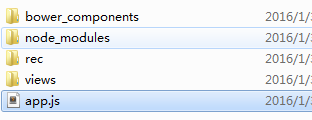 bower_components 2016/1/
node_modules 2016/1/
rec 2016/1/
views 2016/1/
app.js 2016/1/